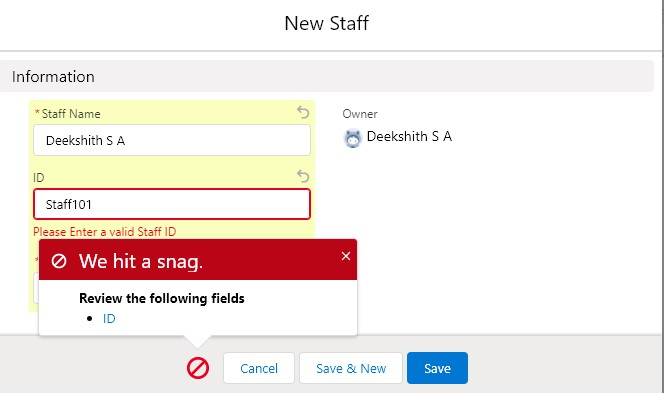 New Staff
Information
* Staff Name
Deekshith S A
Owner
Deekshith S A
ID
Staff101
Please Enter a valid Staff ID
*
We hit a snag.
Review the following fields
• ID
Cancel
Save & New
Save